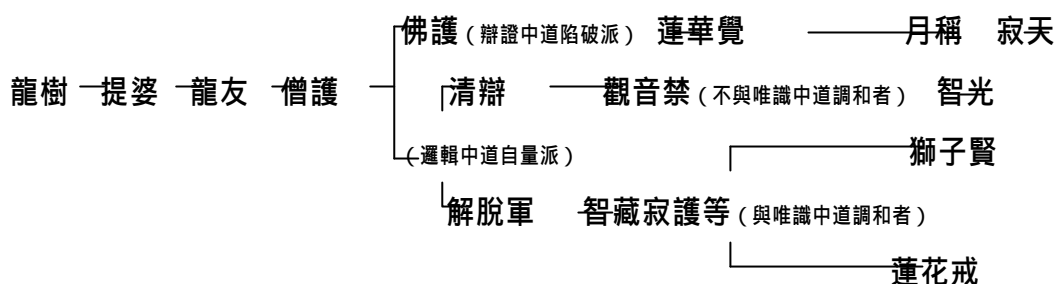 佛護（辯證中道陷破派） 蓮華覺 月稱 寂天
龍樹 提婆 龍友 僧護 清辯 觀音禁（不與唯識中道調和者） 智光
（邏輯中道自量派） 獅子賢
解脫軍 智藏寂護等（與唯識中道調和者）
蓮花戒